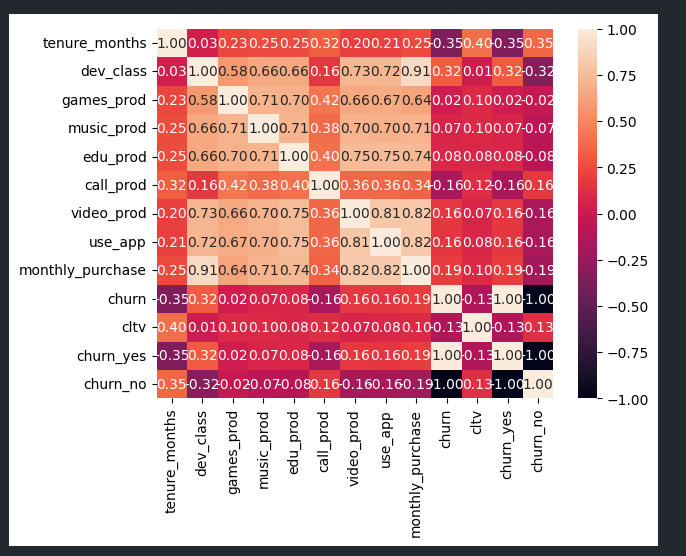 tenure_months 1.00 0.03 0.23 0.25 0.25 0.32 0.20 0.21 0.25 -0.35 0.40 -0.35 0.35
dev_class 0.03 1.00 0.58 0.66 0.66 0.16 0.73 0.72 0.91 0.32 0.01 0.32 -0.32
games_prod 0.23 0.58 1.00 0.71 0.70 0.42 0.66 0.67 0.64 0.02 0.10 0.02 -0.02
music_prod 0.25 0.66 0.71 1.00 0.71 0.38 0.70 0.70 0.71 0.07 0.10 0.07 -0.07
edu_prod 0.25 0.66 0.70 0.71 1.00 0.40 0.75 0.75 0.74 0.08 0.08 0.08 -0.08
call_prod 0.32 0.16 0.42 0.38 0.40 1.00 0.36 0.36 0.34 -0.16 0.12 -0.16 0.16
video_prod 0.20 0.73 0.66 0.70 0.75 0.36 1.00 0.81 0.82 0.16 0.07 0.16 -0.16
use_app 0.21 0.72 0.67 0.70 0.75 0.36 0.81 1.00 0.82 0.16 0.08 0.16 -0.16
monthly_purchase 0.25 0.91 0.64 0.71 0.74 0.34 0.82 0.82 1.00 0.19 0.10 0.19 -0.19
churn -0.35 0.32 0.02 0.07 0.08 -0.16 0.16 0.16 0.19 1.00 -0.13 1.00 -1.00
cltv 0.40 0.01 0.10 0.10 0.08 0.12 0.07 0.08 0.10 -0.13 1.00 -0.13 0.13
churn_yes -0.35 0.32 0.02 0.07 0.08 -0.16 0.16 0.16 0.19 1.00 -0.13 1.00 -1.00
churn_no 0.35 -0.32 -0.02 -0.07 -0.08 0.16 -0.16 -0.16 -0.19 -1.00 0.13 -1.00 1.00
tenure_months
dev_class
games_prod
music_prod
edu_prod
call_prod
video_prod
use_app
monthly_purchase
churn
cltv
churn_yes
churn_no
1.00
0.75
0.50
0.25
0.00
−0.25
−0.50
−0.75
−1.00